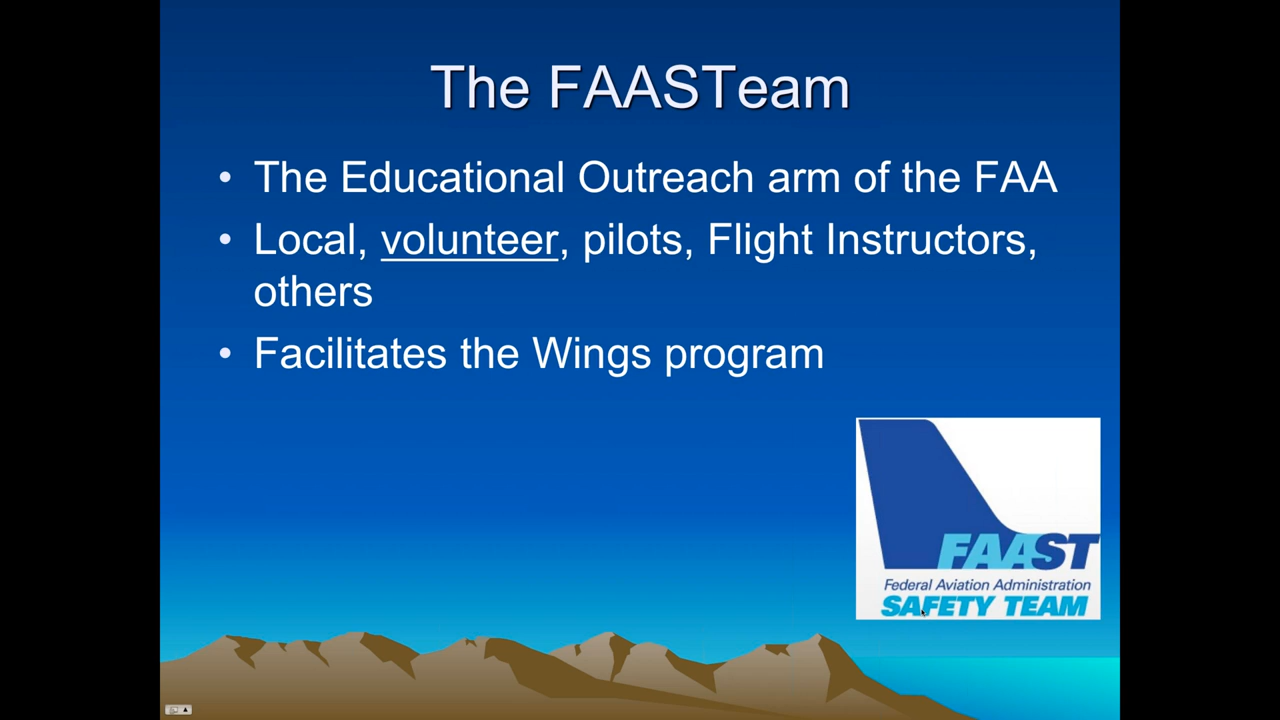 The FAASTeam
• The Educational Outreach arm of the FAA
• Local, volunteer, pilots, Flight Instructors,
others
• Facilitates the Wings program
FAAST
Federal Aviation Administration
SAFETY TEAM